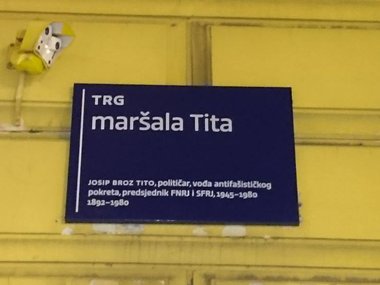 TRG
maršala Tita
JOSIP BROZ TITO, političar, vođa antifašističkog
pokreta, predsjednik FNRJ i SFRJ, 1945–1980
1892–1980